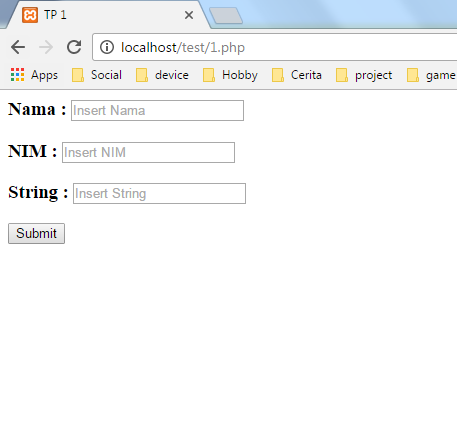 TP 1
localhost/test/1.php
Apps Social device Hobby Cerita project game
Nama : Insert Nama
NIM : Insert NIM
String : Insert String
Submit